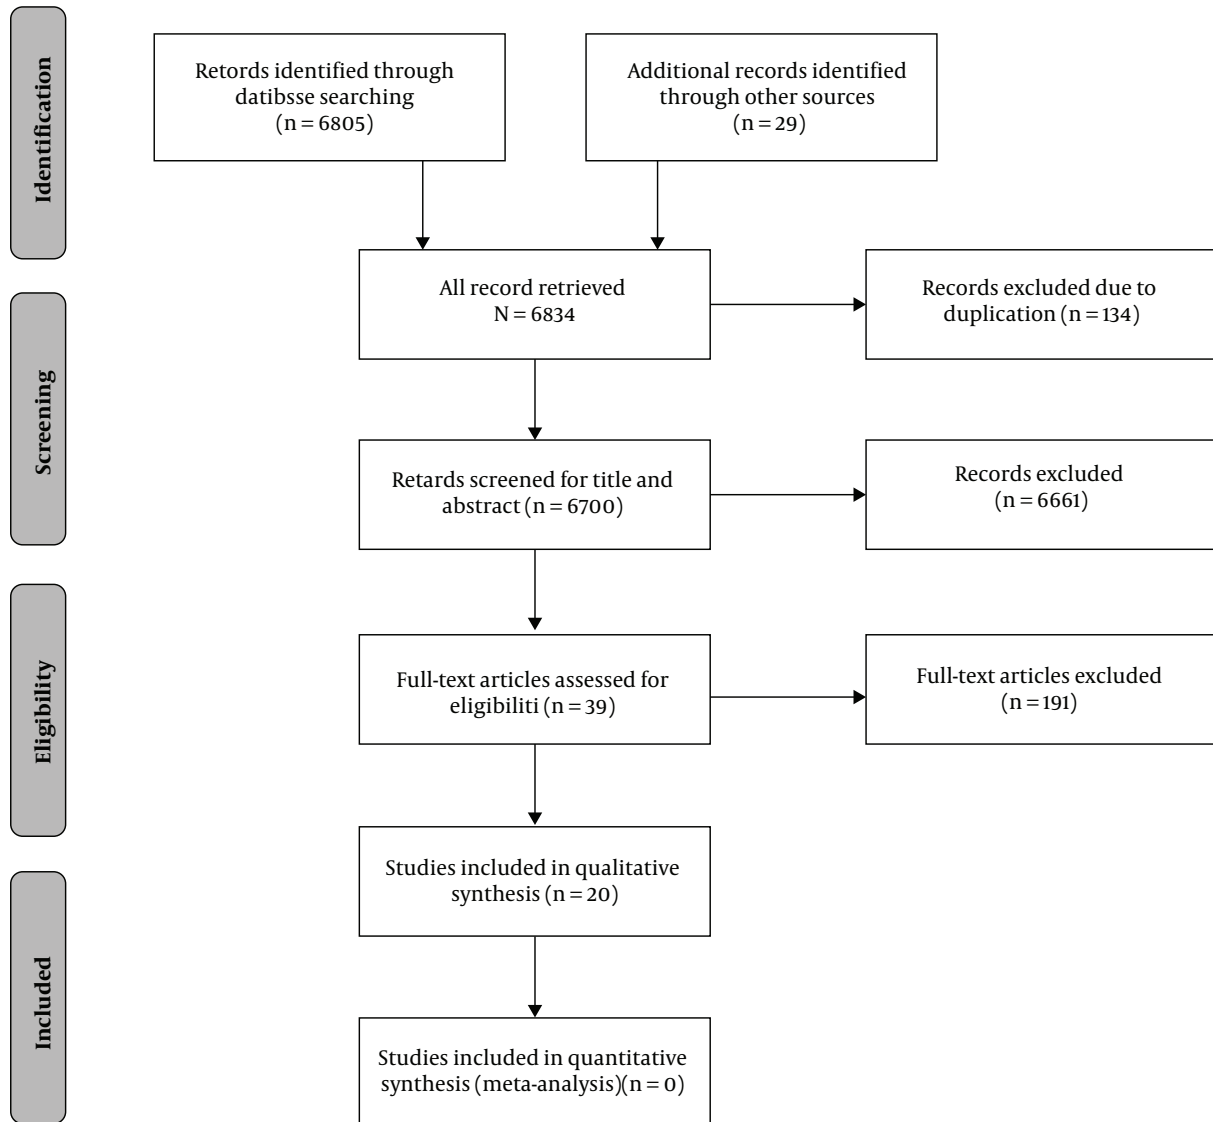 Identification
Retords identified through
datibsse searching
(n = 6805)
Additional records identified
through other sources
(n = 29)
All record retrieved
N = 6834
Records excluded due to
duplication (n = 134)
Screening
Retards screened for title and
abstract (n = 6700)
Records excluded
(n = 6661)
Eligibility
Full-text articles assessed for
eligibiliti (n = 39)
Full-text articles excluded
(n = 191)
Included
Studies included in qualitative
synthesis (n = 20)
Studies included in quantitative
synthesis (meta-analysis)(n = 0)